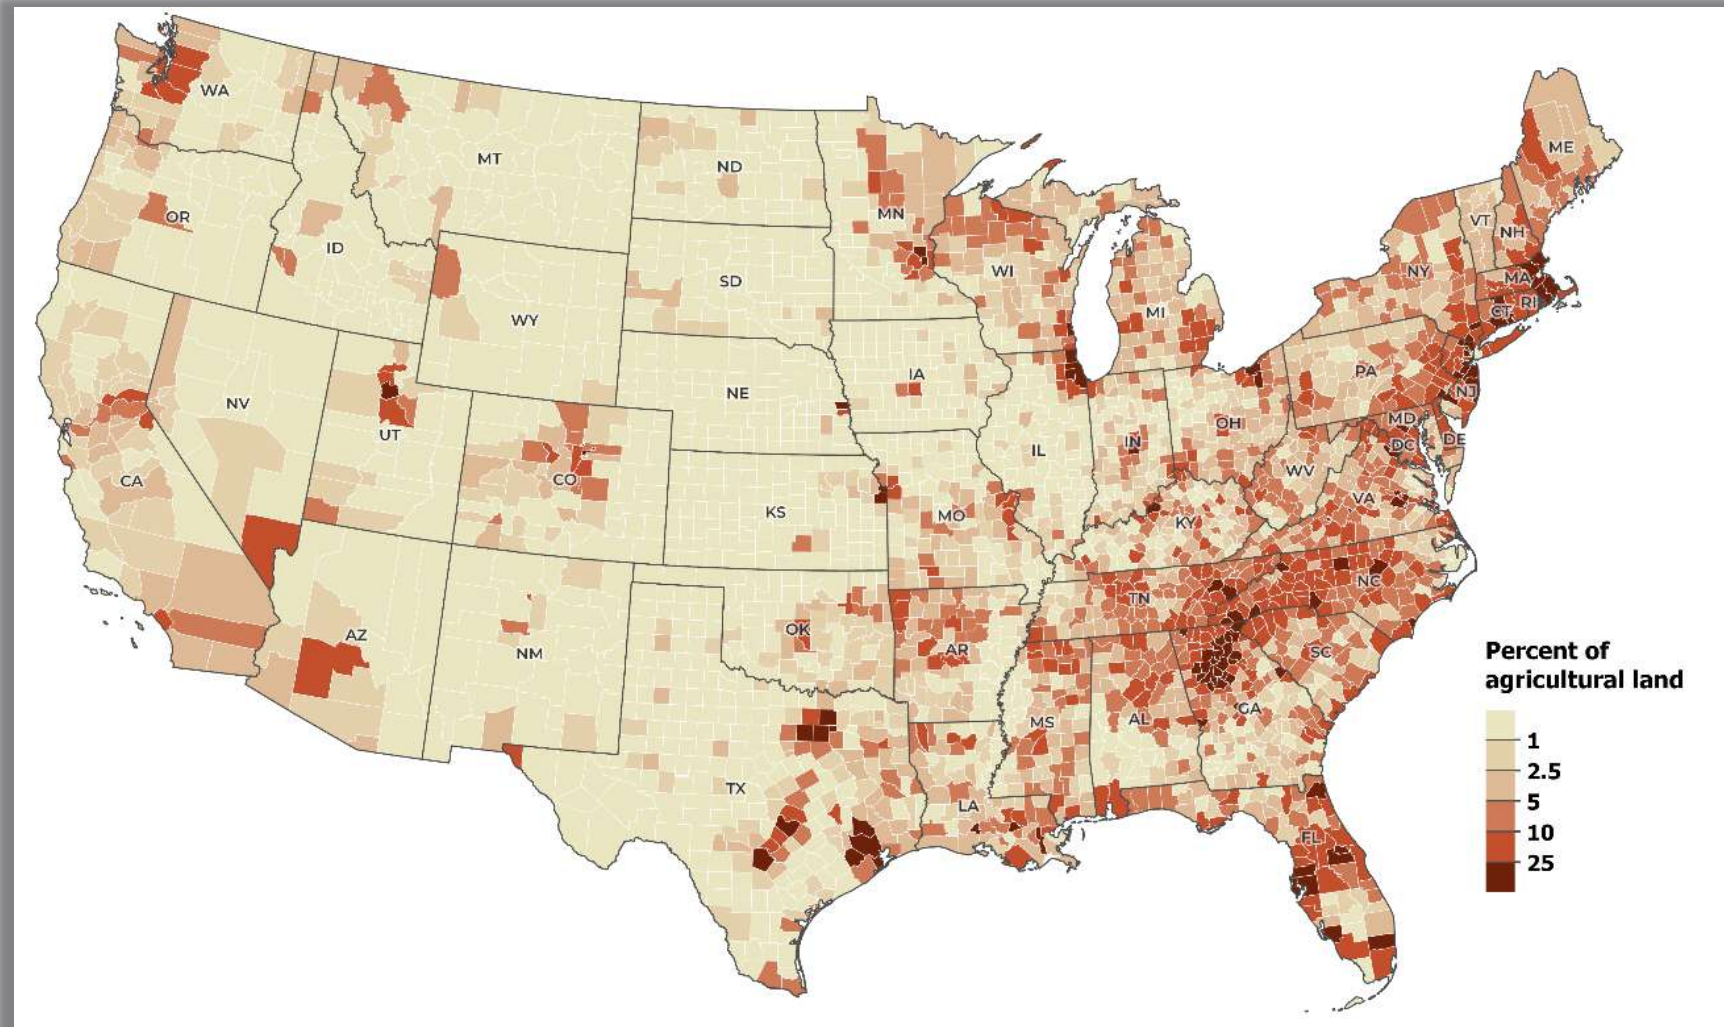 WA
MT
ND
MN
ME
VT
NH
OR
ID
SD
WI
NY
MA
RI
CT
WY
MI
IA
PA
NJ
NV
NE
UT
OH
MD
DE
DC
IL
IN
WV
CA
CO
KS
MO
VA
KY
NC
TN
OK
AZ
NM
AR
SC
MS
AL
GA
TX
LA
FL
Percent of
agricultural land
1
2.5
5
10
25